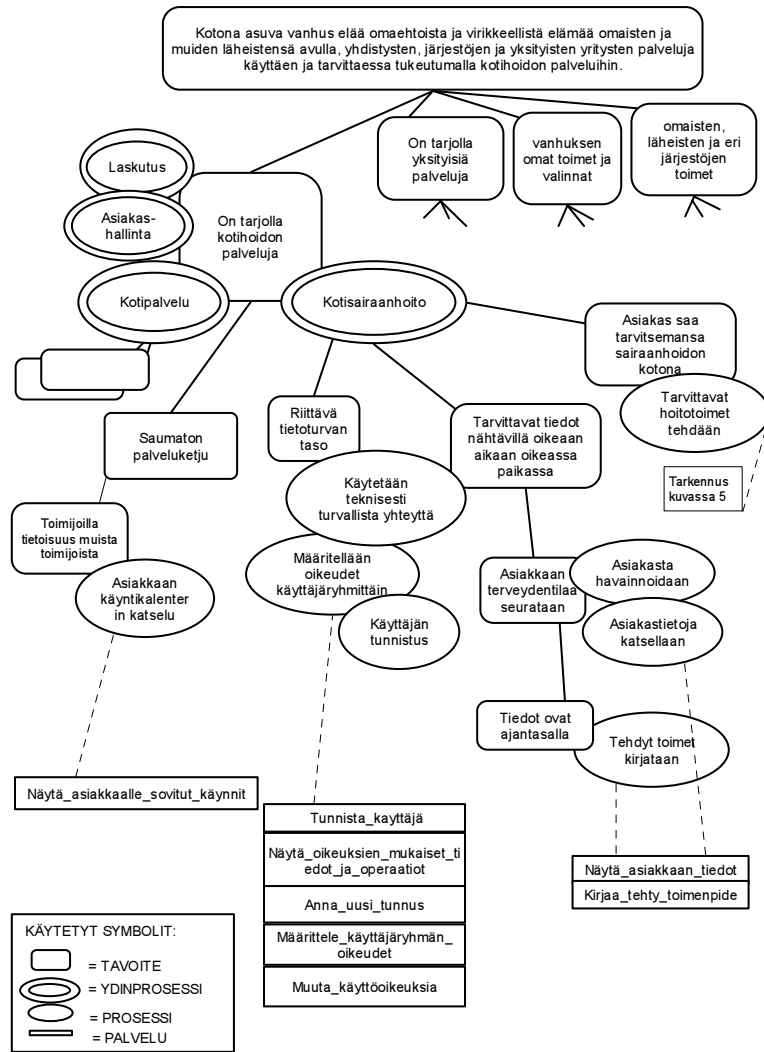 Kotona asuva vanhus elää omaehtoista ja virikkeellistä elämää omaisten ja
muiden läheistensä avulla, yhdistysten, järjestöjen ja yksityisten yritysten palveluja
käyttäen ja tarvittaessa tukeutumalla kotihoidon palveluihin.
On tarjolla
yksityisiä
palveluja
vanhuksen
omat toimet ja
valinnat
omaisten,
läheisten ja eri
järjestöjen
toimet
Laskutus
Asiakas-
hallinta
On tarjolla
kotihoidon
palveluja
Kotipalvelu
Kotisairaanhoito
Asiakas saa
tarvitsemansa
sairaanhoidon
kotona
Tarvittavat
hoitotoimet
tehdään
Riittävä
tietoturvan
taso
Tarvittavat tiedot
nähtävillä oikeaan
aikaan oikeassa
paikassa
Saumaton
palveluketju
Käytetään
teknisesti
turvallista yhteyttä
Tarkennus
kuvassa 5
Toimijoilla
tietoisuus muista
toimijoista
Asiakkaan
käyntikalenter
in katselu
Määritellään
oikeudet
käyttäjäryhmittäin
Käyttäjän
tunnistus
Asiakkaan
terveydentilaa
seurataan
Asiakasta
havainnoidaan
Asiakastietoja
katsellaan
Tiedot ovat
ajantasalla
Tehdyt toimet
kirjataan
Näytä_asiakkaalle_sovitut_käynnit
Tunnista_kayttäjä
Näytä_oikeuksien_mukaiset_ti
edot_ja_operaatiot
Anna_uusi_tunnus
Määrittele_käyttäjäryhmän_
oikeudet
Muuta_käyttöoikeuksia
Näytä_asiakkaan_tiedot
Kirjaa_tehty_toimenpide
KÄYTETYT SYMBOLIT:
= TAVOITE
= YDINPROSESSI
= PROSESSI
= PALVELU